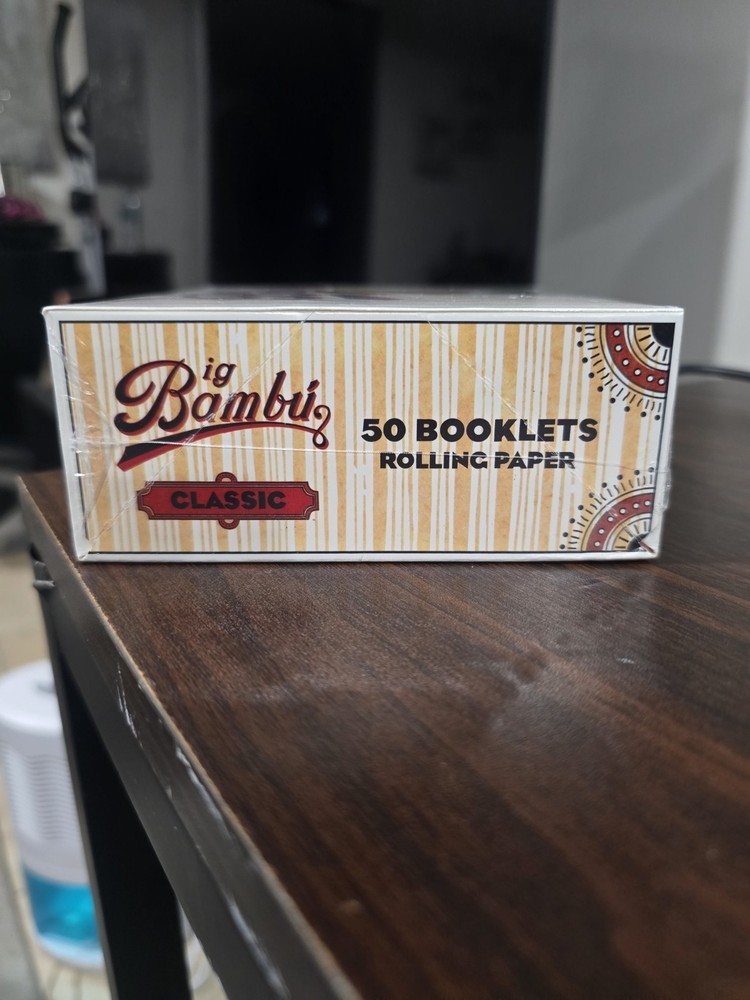 Big Bambú
CLASSIC
50 BOOKLETS
ROLLING PAPER